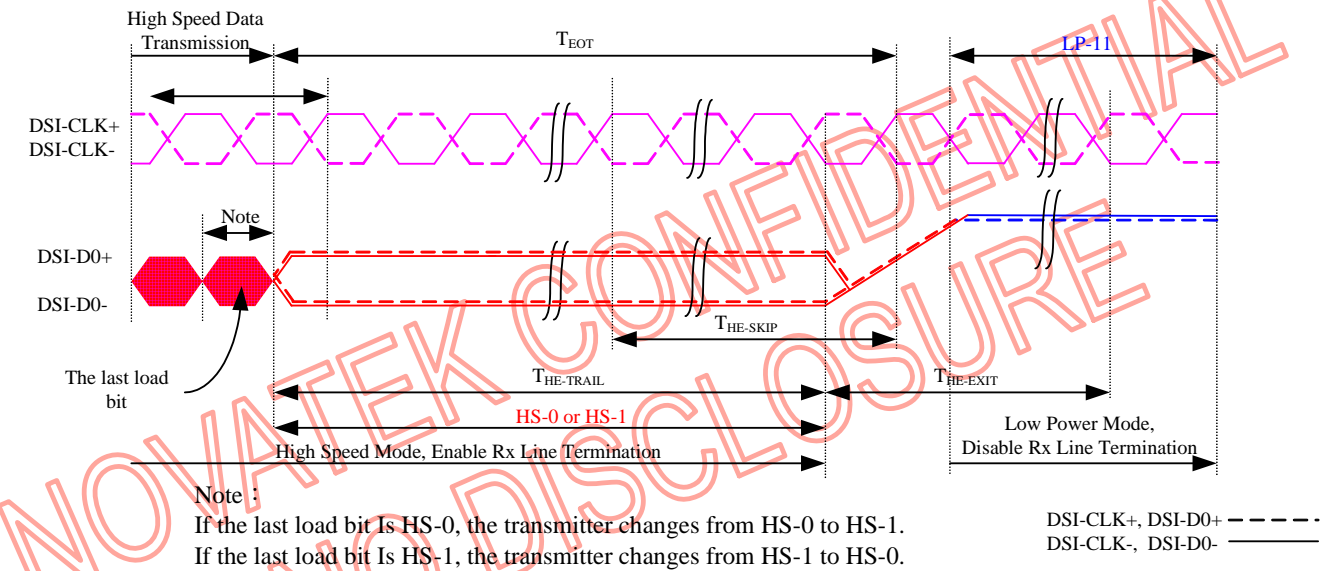 High Speed Data
Transmission
T_EOT
LP-11
DSI-CLK+
DSI-CLK-
Note
DSI-D0+
DSI-D0-
T_HE-SKIP
The last load
bit
T_HE-TRAIL
T_HE-EXIT
HS-0 or HS-1
Low Power Mode,
Disable Rx Line Termination
High Speed Mode, Enable Rx Line Termination
Note：
If the last load bit Is HS-0, the transmitter changes from HS-0 to HS-1.
If the last load bit Is HS-1, the transmitter changes from HS-1 to HS-0.
DSI-CLK+, DSI-D0+
DSI-CLK-, DSI-D0-
NOVATEK CONFIDENTIAL
NO DISCLOSURE